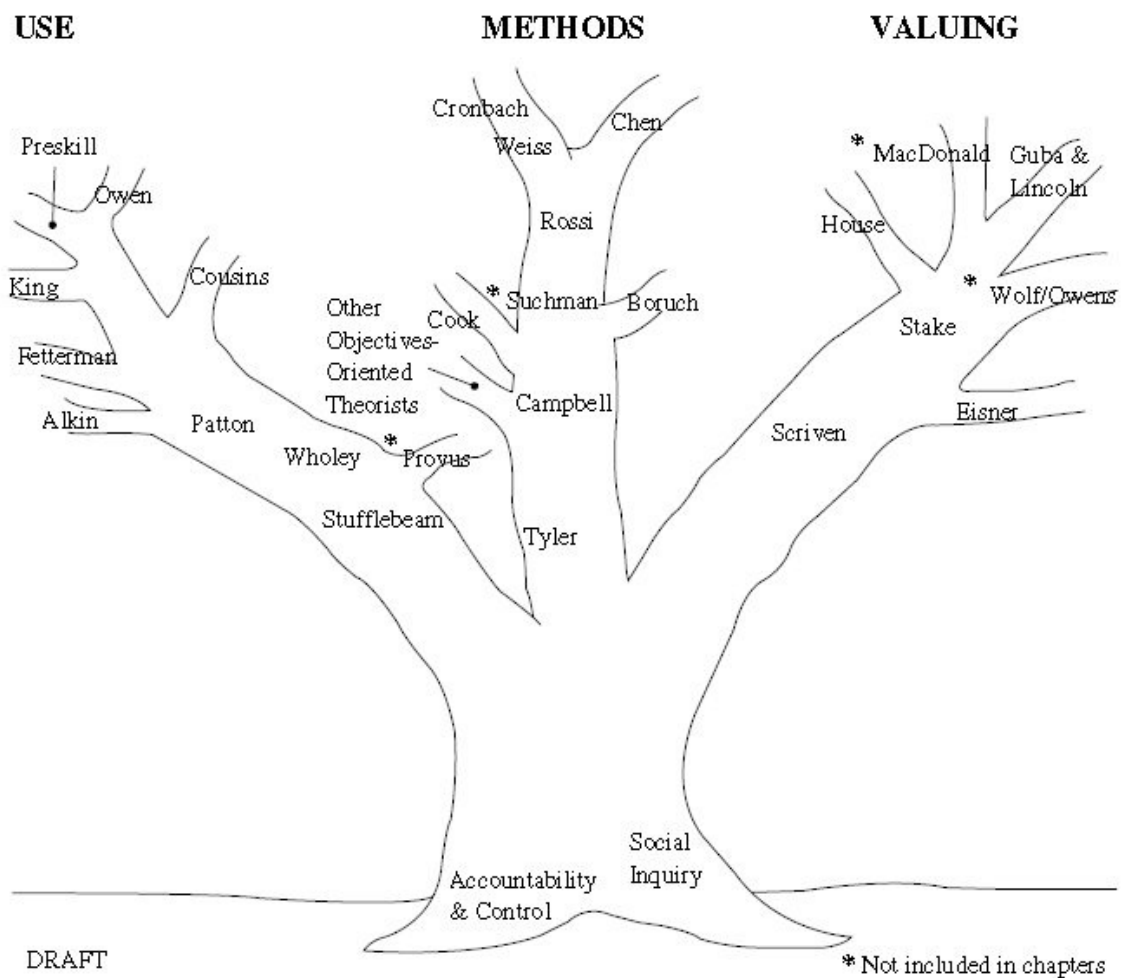 USE
METHODS
VALUING
Preskill
Owen
King
Cousins
Fetterman
Alkin
Patton
Wholey
* Provus
Stufflebeam
Cronbach
Weiss
Chen
Rossi
* Suchman
Boruch
Cook
Other
Objectives-
Oriented
Theorists
Campbell
Tyler
* MacDonald
Guba &
Lincoln
House
* Wolf/Owens
Stake
Eisner
Scriven
Social
Inquiry
Accountability
& Control
DRAFT
* Not included in chapters